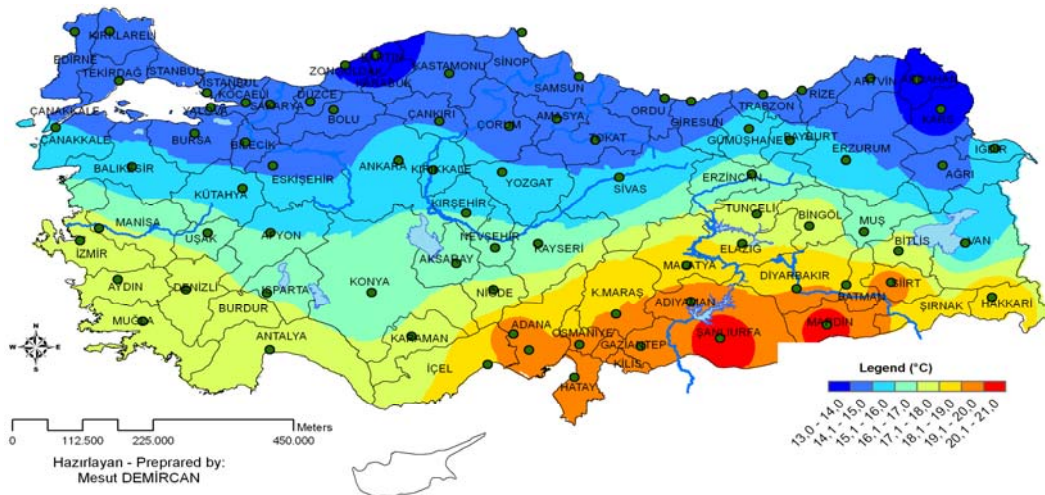 KIRKLARELİ
EDİRNE
TEKİRDAĞ
İSTANBUL
İSTANBUL
KOCAELİ
YALOVA
SAKARYA
DÜZCE
BOLU
ZONGULDAK
BARTIN
KARABÜK
KASTAMONU
SİNOP
SAMSUN
ÇANKIRI
ÇORUM
AMASYA
TOKAT
ORDU
GİRESUN
TRABZON
RİZE
ARTVİN
ARDAHAN
KARS
IĞDIR
AĞRI
ÇANAKKALE
ÇANAKKALE
BURSA
BİLECİK
BALIKESİR
ESKİŞEHİR
KÜTAHYA
ANKARA
KIRIKKALE
YOZGAT
SİVAS
GÜMÜŞHANE
BAYBURT
ERZURUM
ERZİNCAN
KIRŞEHİR
TUNCELİ
BİNGÖL
MUŞ
MANİSA
İZMİR
UŞAK
AFYON
NEVŞEHİR
AKSARAY
KAYSERİ
ELAZIĞ
BİTLİS
VAN
AYDIN
DENİZLİ
ISPARTA
BURDUR
KONYA
NİĞDE
K.MARAŞ
MALATYA
DİYARBAKIR
BATMAN
SİİRT
ŞIRNAK
HAKKARİ
MUĞLA
ANTALYA
KARAMAN
İÇEL
ADANA
OSMANİYE
GAZİANTEP
KİLİS
HATAY
ADIYAMAN
ŞANLIURFA
MARDİN
N
W E
S
0 112.500 225.000 450.000
Meters
Hazırlayan - Preprared by:
Mesut DEMİRCAN
Legend (°C)
13,0 - 14,0
14,1 - 15,0
15,1 - 16,0
16,1 - 17,0
17,1 - 18,0
18,1 - 19,0
19,1 - 20,0
20,1 - 21,0